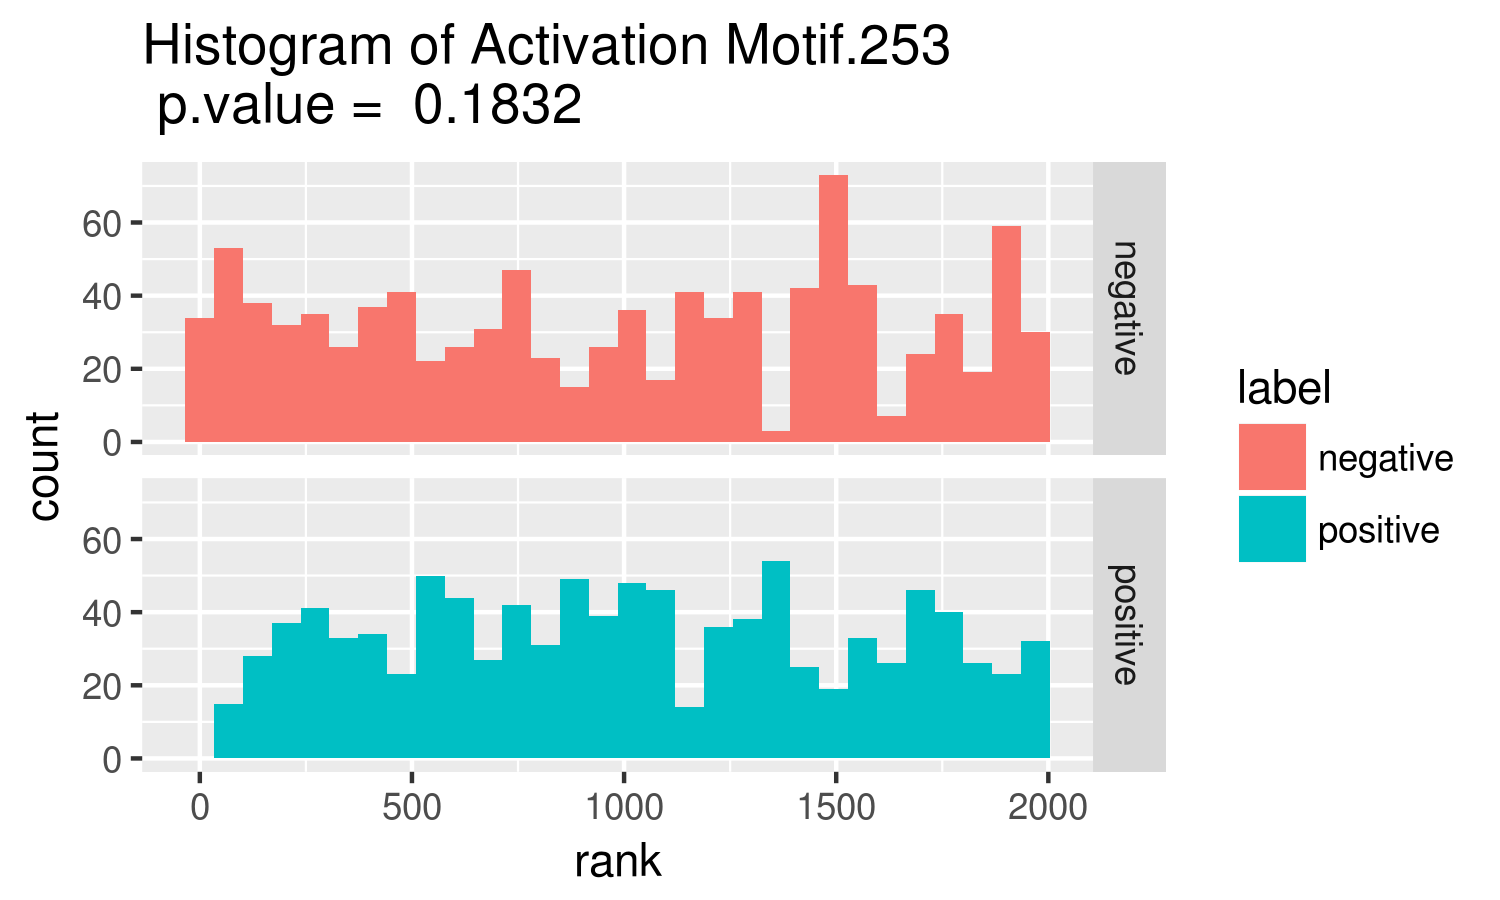 Histogram of Activation Motif.253
p.value = 0.1832
60
40
20
0
negative
60
40
20
0
positive
count
0 500 1000 1500 2000
rank
label
negative
positive